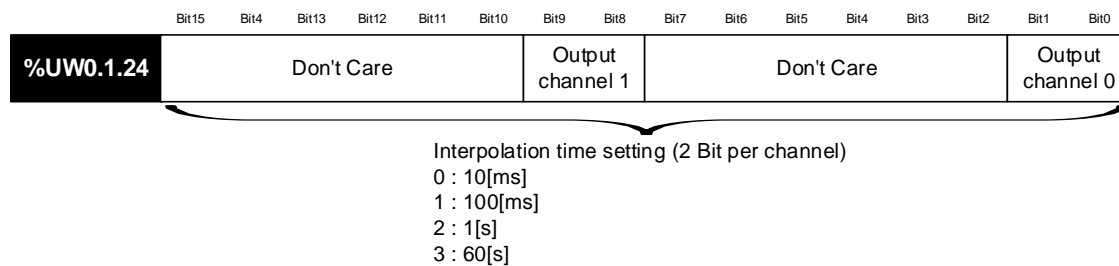 Bit15 Bit4 Bit13 Bit12 Bit11 Bit10 Bit9 Bit8 Bit7 Bit6 Bit5 Bit4 Bit3 Bit2 Bit1 Bit0
%UW0.1.24 Don't Care Output channel 1 Don't Care Output channel 0
Interpolation time setting (2 Bit per channel)
0 : 10[ms]
1 : 100[ms]
2 : 1[s]
3 : 60[s]